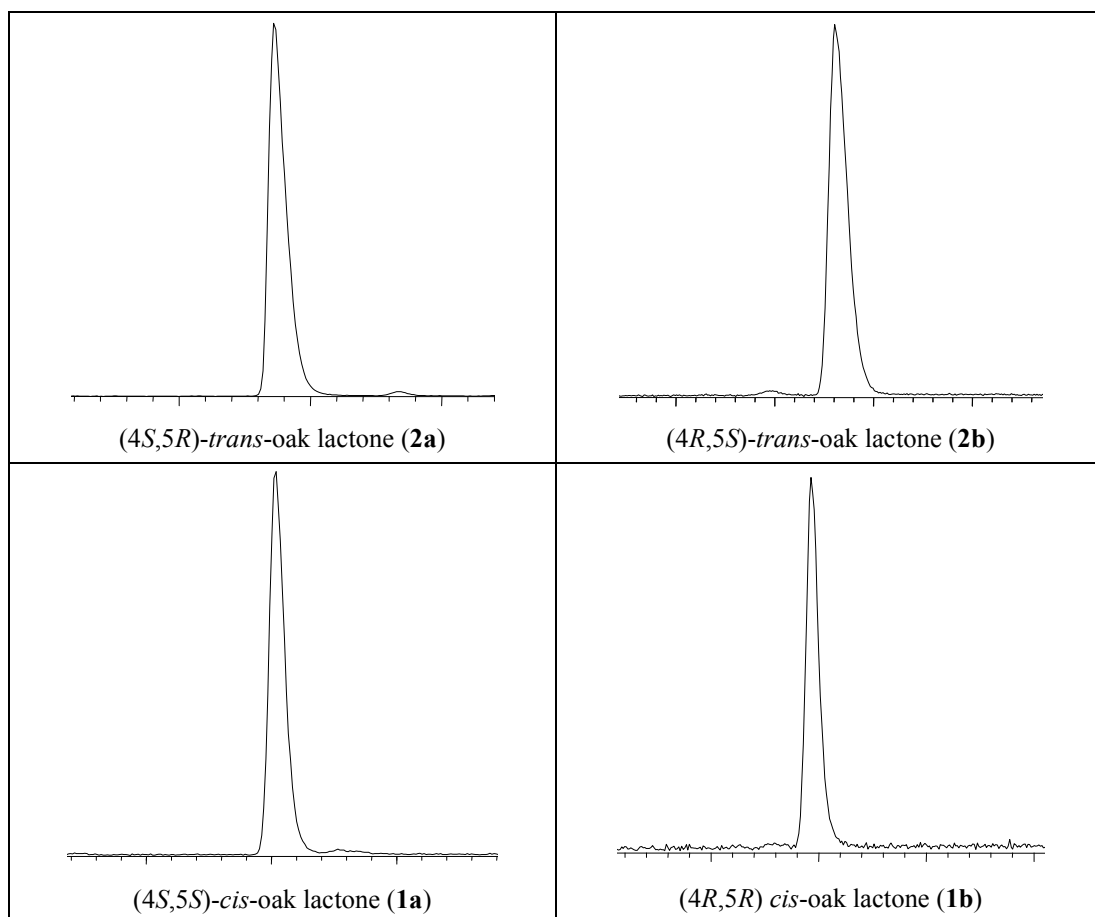 (4S,5R)-trans-oak lactone (2a)
(4R,5S)-trans-oak lactone (2b)
(4S,5S)-cis-oak lactone (1a)
(4R,5R) cis-oak lactone (1b)